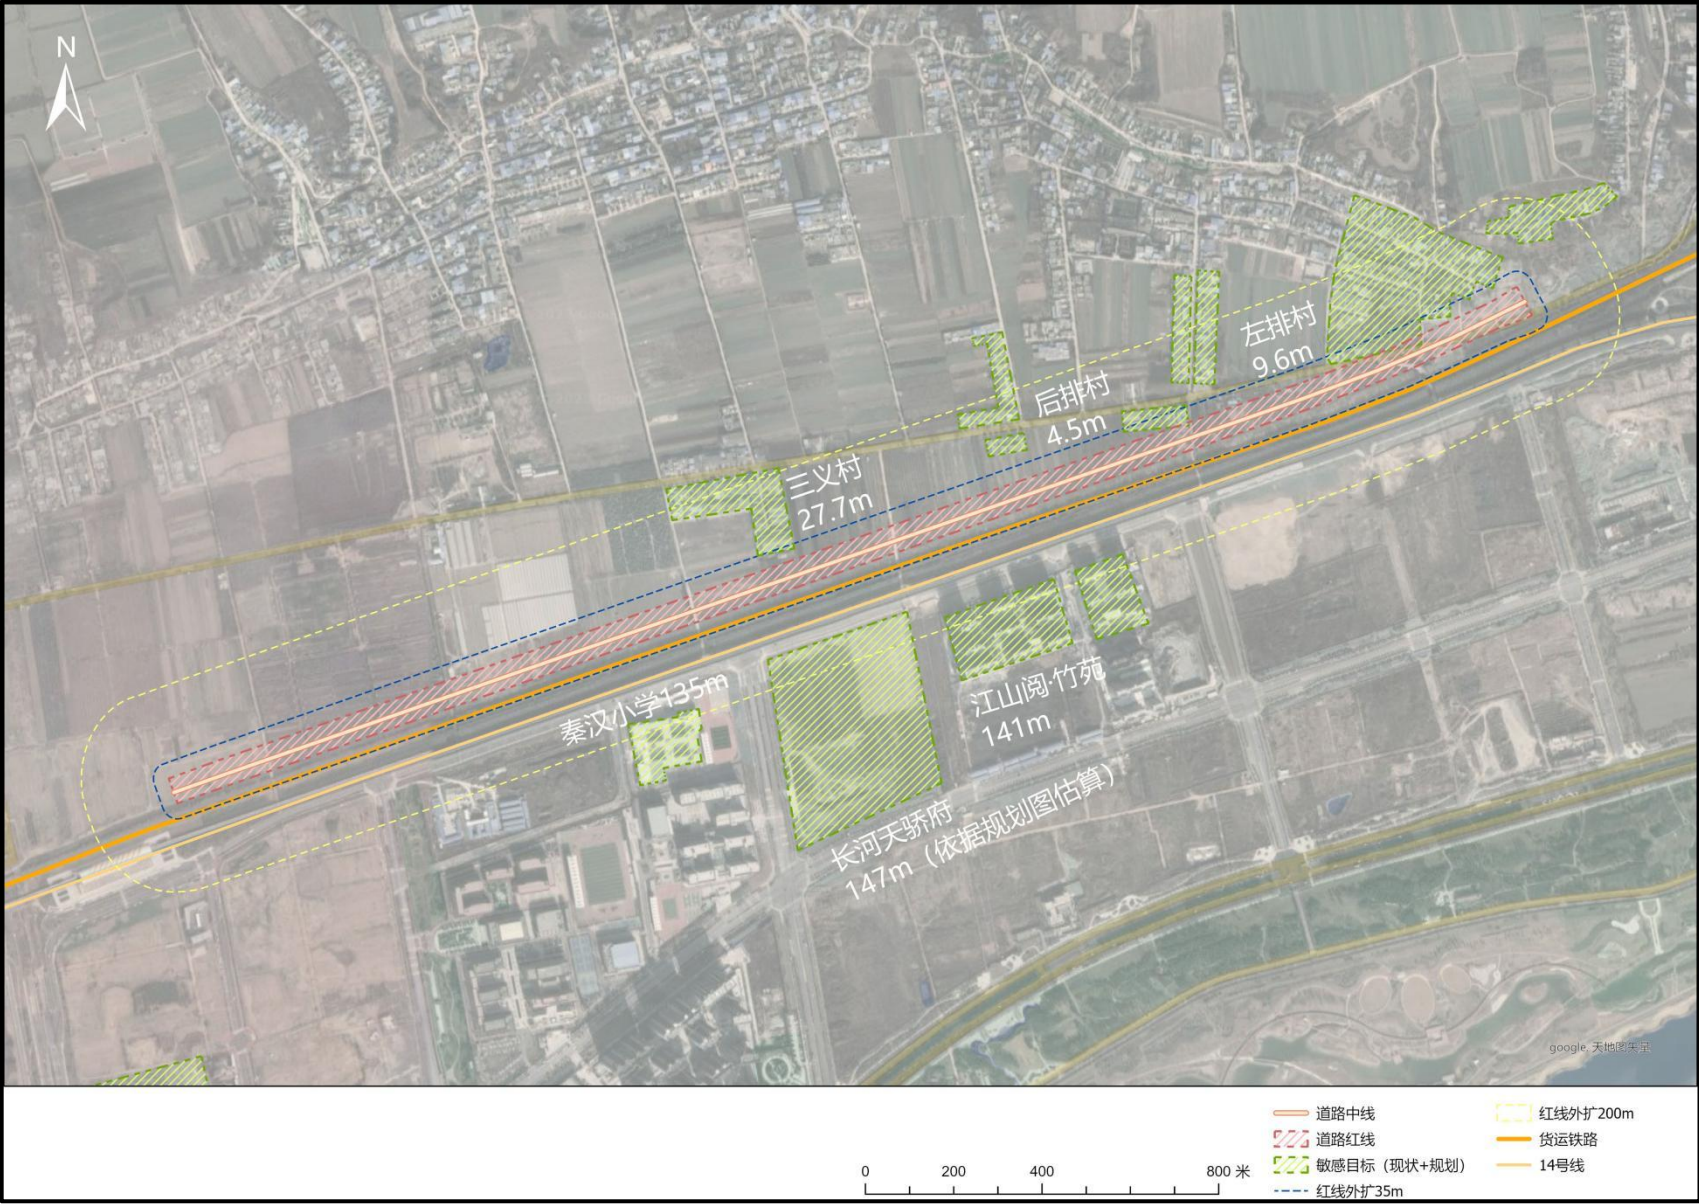 N
左排村
9.6m
后排村
4.5m
三义村
27.7m
秦汉小学135m
江山阅·竹苑
141m
长河天骄府
147m（依据规划图估算）
google, 天地图矢量
道路中线
红线外扩200m
道路红线
货运铁路
敏感目标（现状+规划）
14号线
红线外扩35m
0 200 400 800 米